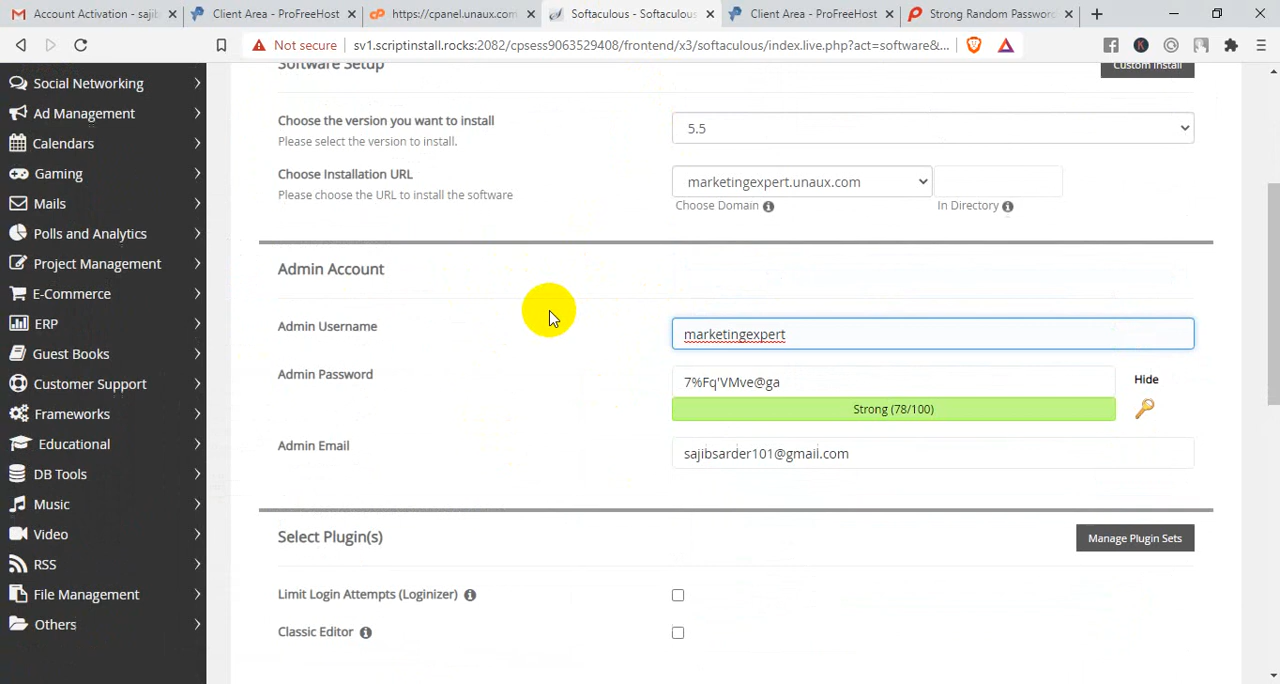 Account Activation - sajib
Client Area - ProFreeHost
https://cpanel.unaux.com
Softaculous - Softaculous
Client Area - ProFreeHost
Strong Random Password
Not secure
sv1.scriptinstall.rocks:2082/cpsess9063529408/frontend/x3/softaculous/index.live.php?act=software&...
Social Networking
Ad Management
Calendars
Gaming
Mails
Polls and Analytics
Project Management
E-Commerce
ERP
Guest Books
Customer Support
Frameworks
Educational
DB Tools
Music
Video
RSS
File Management
Others
Software Setup
Custom Install
Choose the version you want to install
Please select the version to install.
5.5
Choose Installation URL
Please choose the URL to install the software
marketingexpert.unaux.com
Choose Domain
In Directory
Admin Account
Admin Username
marketingexpert
Admin Password
7%Fq'VMve@ga
Hide
Strong (78/100)
Admin Email
sajibsarder101@gmail.com
Select Plugin(s)
Manage Plugin Sets
Limit Login Attempts (Loginizer)
Classic Editor